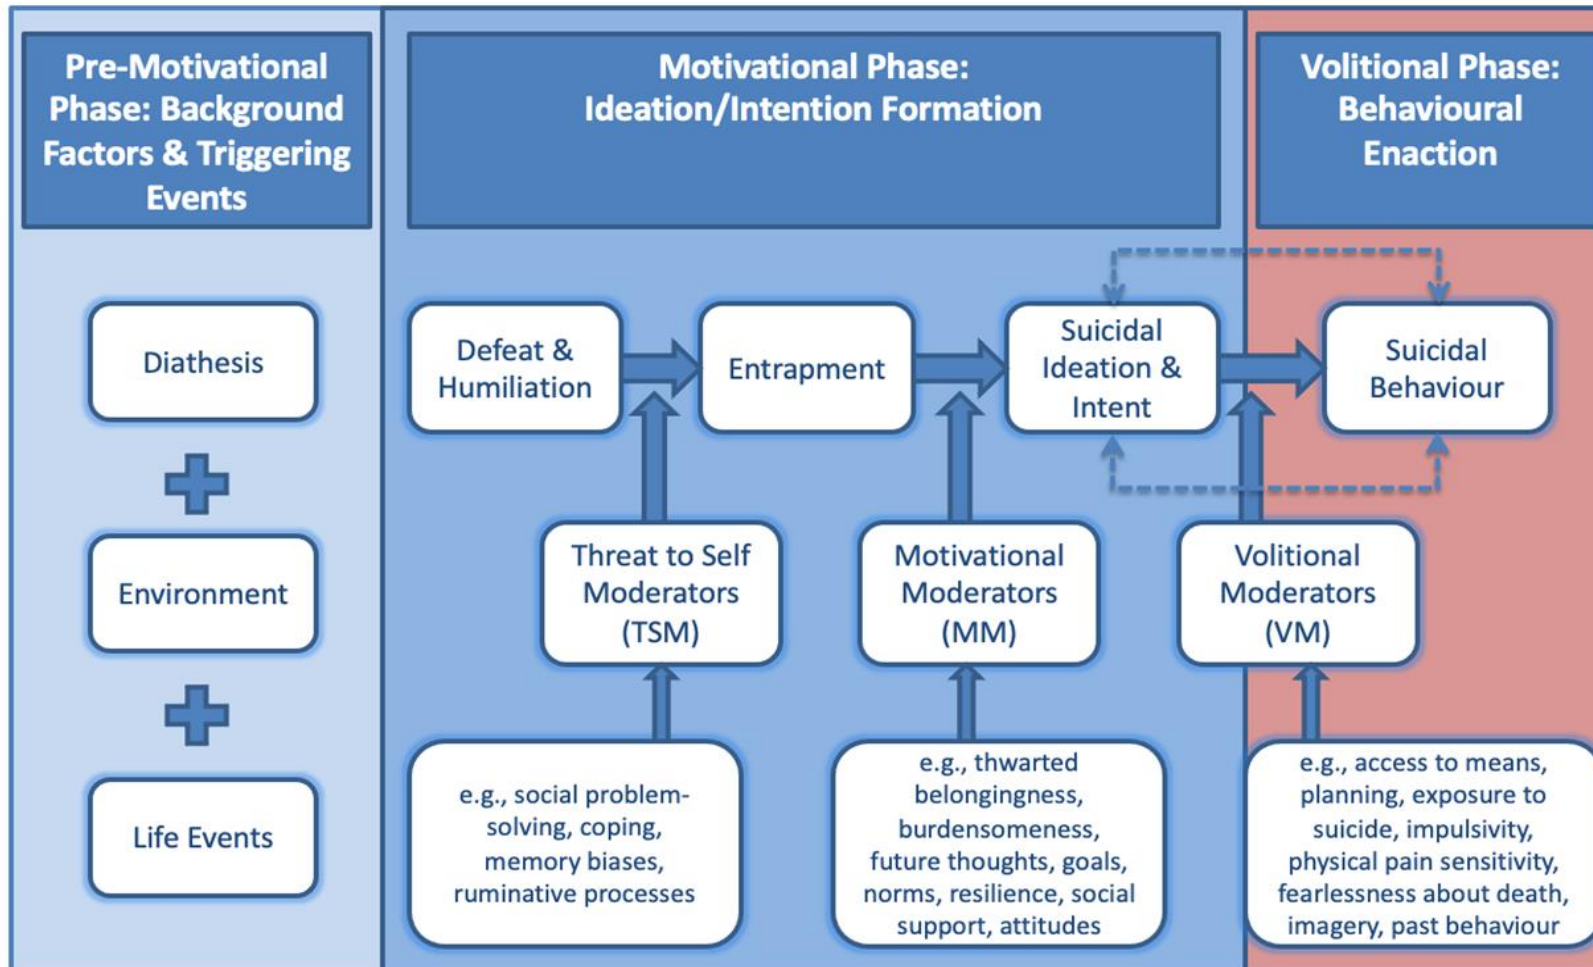 Pre-Motivational
Phase: Background
Factors & Triggering
Events
Motivational Phase:
Ideation/Intention Formation
Volitional Phase:
Behavioural
Enaction
Diathesis
Environment
Life Events
Defeat &
Humiliation
Entrapment
Suicidal
Ideation &
Intent
Suicidal
Behaviour
Threat to Self
Moderators
(TSM)
Motivational
Moderators
(MM)
Volitional
Moderators
(VM)
e.g., social problem-
solving, coping,
memory biases,
ruminative processes
e.g., thwarted
belongingness,
burdensomeness,
future thoughts, goals,
norms, resilience, social
support, attitudes
e.g., access to means,
planning, exposure to
suicide, impulsivity,
physical pain sensitivity,
fearlessness about death,
imagery, past behaviour